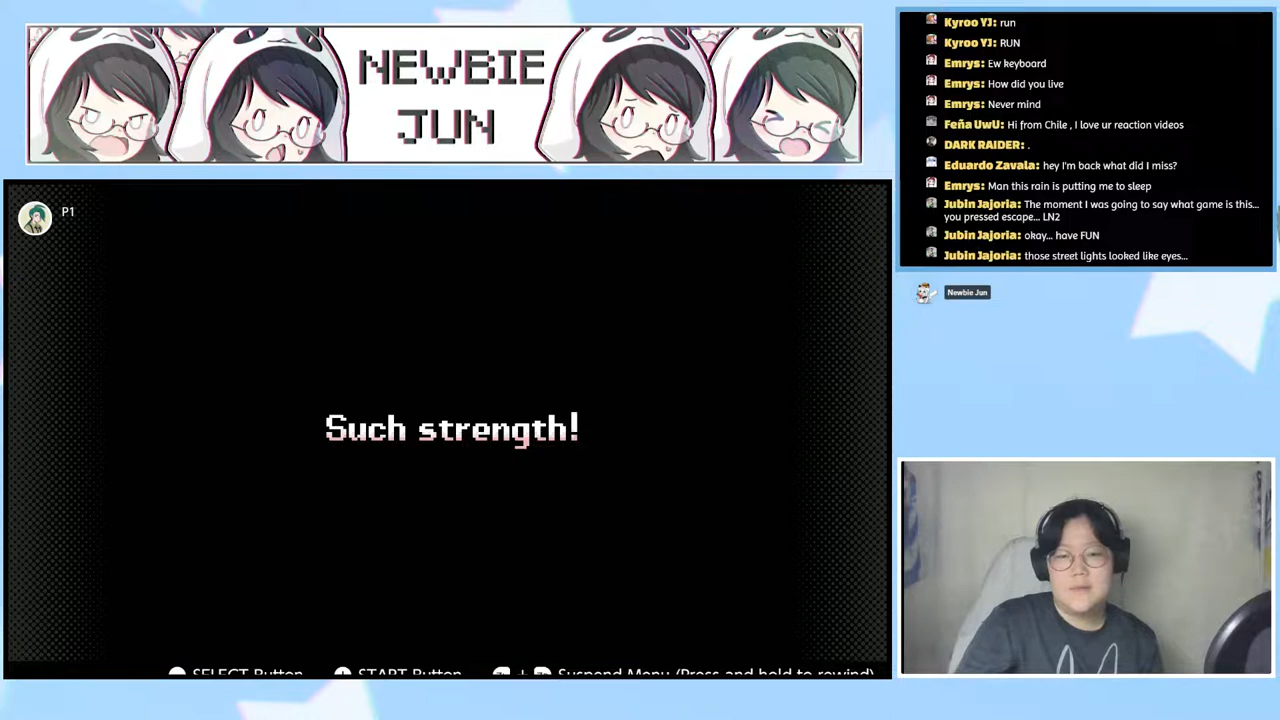 NEWBIE
JUN
P1
Such strength!
SELECT Button START Button + Suspend Menu (Press and hold to rewind)
Kyroo YJ: run
Kyroo YJ: RUN
Emrys: Ew keyboard
Emrys: How did you live
Emrys: Never mind
Feña UwU: Hi from Chile , I love ur reaction videos
DARK RAIDER: .
Eduardo Zavala: hey I'm back what did I miss?
Emrys: Man this rain is putting me to sleep
Jubin Jajoria: The moment I was going to say what game is this...
you pressed escape... LN2
Jubin Jajoria: okay... have FUN
Jubin Jajoria: those street lights looked like eyes...
Newbie Jun